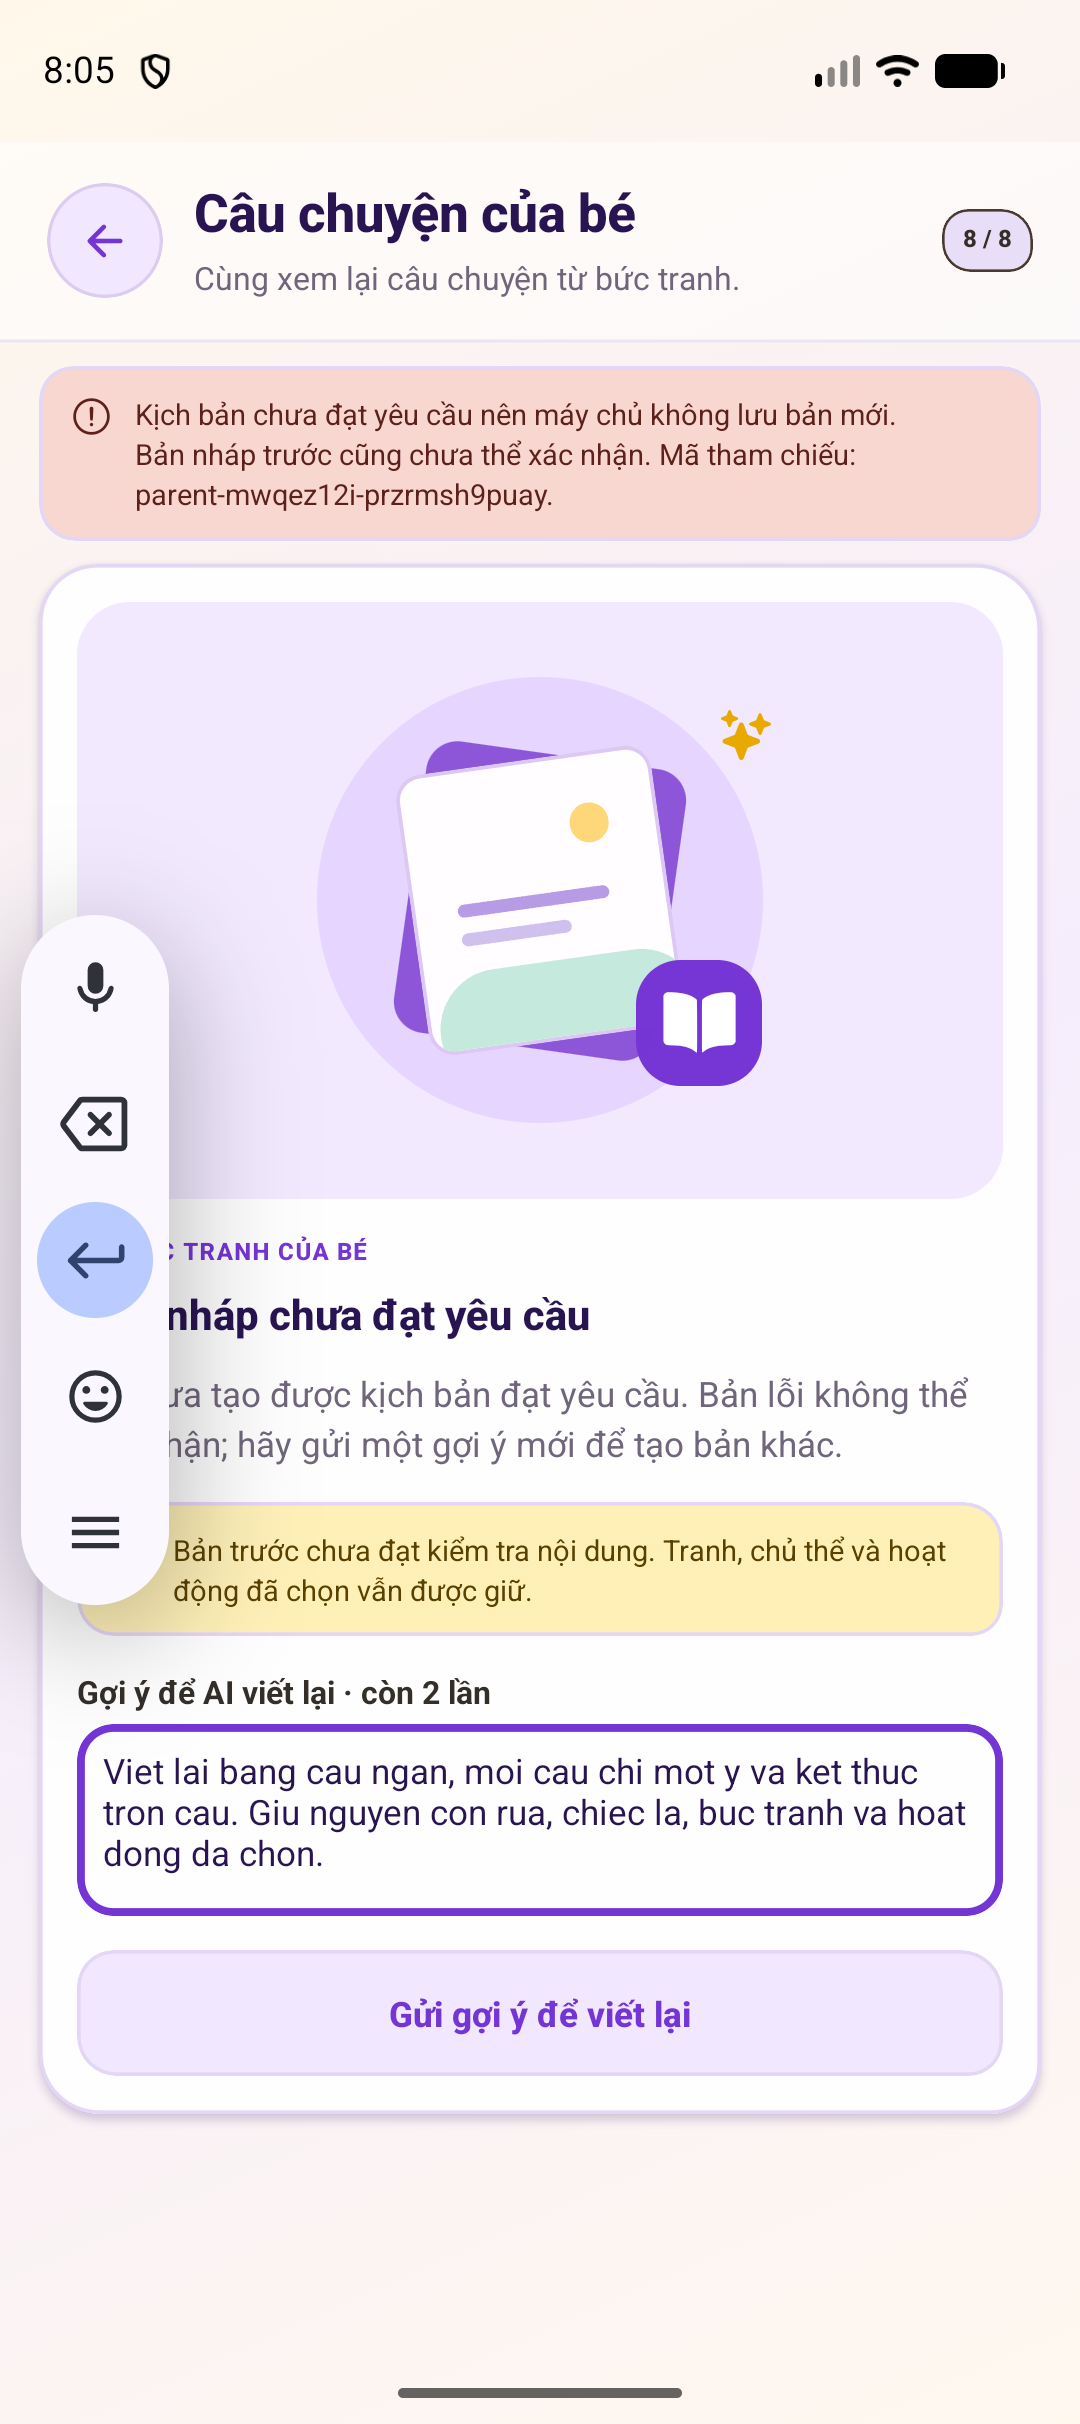 8:05
Câu chuyện của bé
Cùng xem lại câu chuyện từ bức tranh.
8 / 8
Kịch bản chưa đạt yêu cầu nên máy chủ không lưu bản mới.
Bản nháp trước cũng chưa thể xác nhận. Mã tham chiếu:
parent-mwqez12i-przrmsh9puay.
TRANH CỦA BÉ
nháp chưa đạt yêu cầu
tạo được kịch bản đạt yêu cầu. Bản lỗi không thể
hãy gửi một gợi ý mới để tạo bản khác.
Bản trước chưa đạt kiểm tra nội dung. Tranh, chủ thể và hoạt
động đã chọn vẫn được giữ.
Gợi ý để AI viết lại · còn 2 lần
Viet lai bang cau ngan, moi cau chi mot y va ket thuc
tron cau. Giu nguyen con rua, chiec la, buc tranh va hoat
dong da chon.
Gửi gợi ý để viết lại